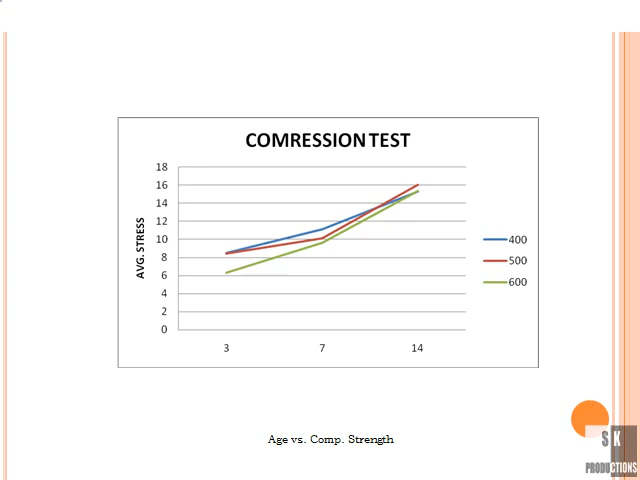 COMRESSION TEST
18
16
14
12
10
8
6
4
2
0
AVG. STRESS
3 7 14
400
500
600
Age vs. Comp. Strength
S K
PRODUCTIONS